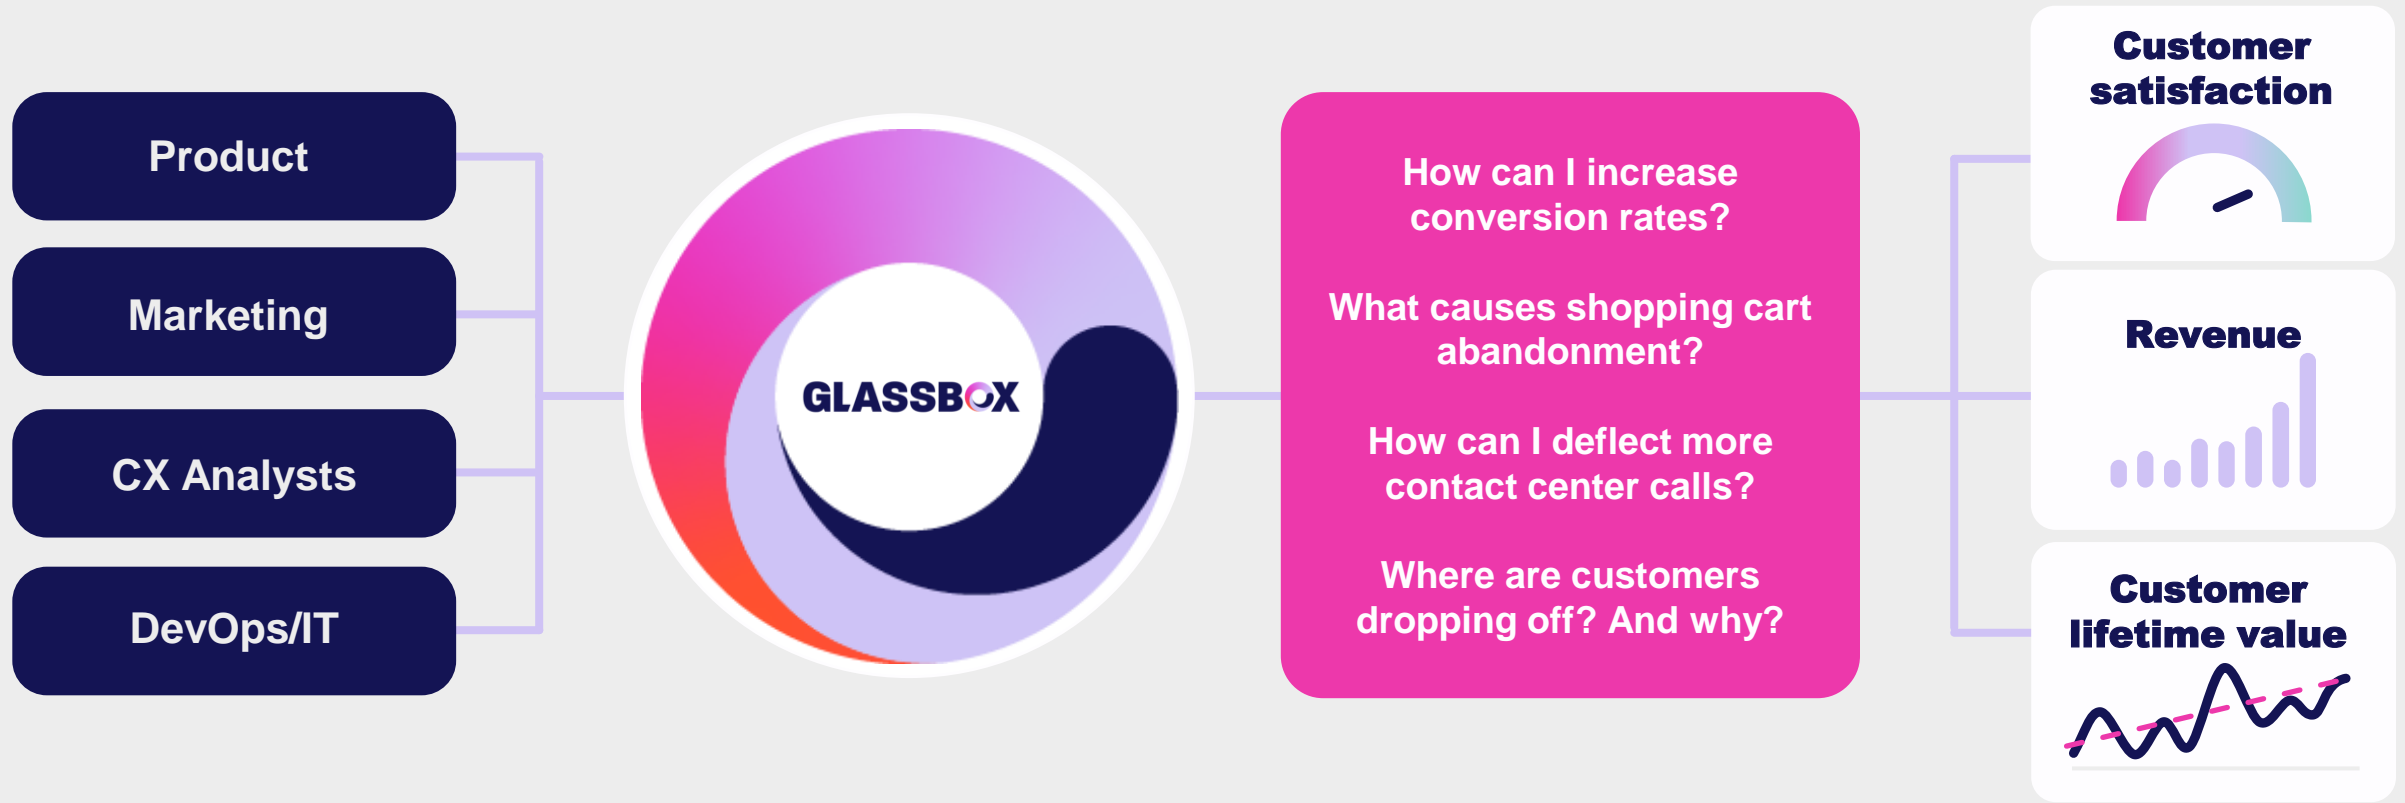 Product
Marketing
CX Analysts
DevOps/IT
GLASSBOX
How can I increase
conversion rates?
What causes shopping cart
abandonment?
How can I deflect more
contact center calls?
Where are customers
dropping off? And why?
Customer
satisfaction
Revenue
Customer
lifetime value